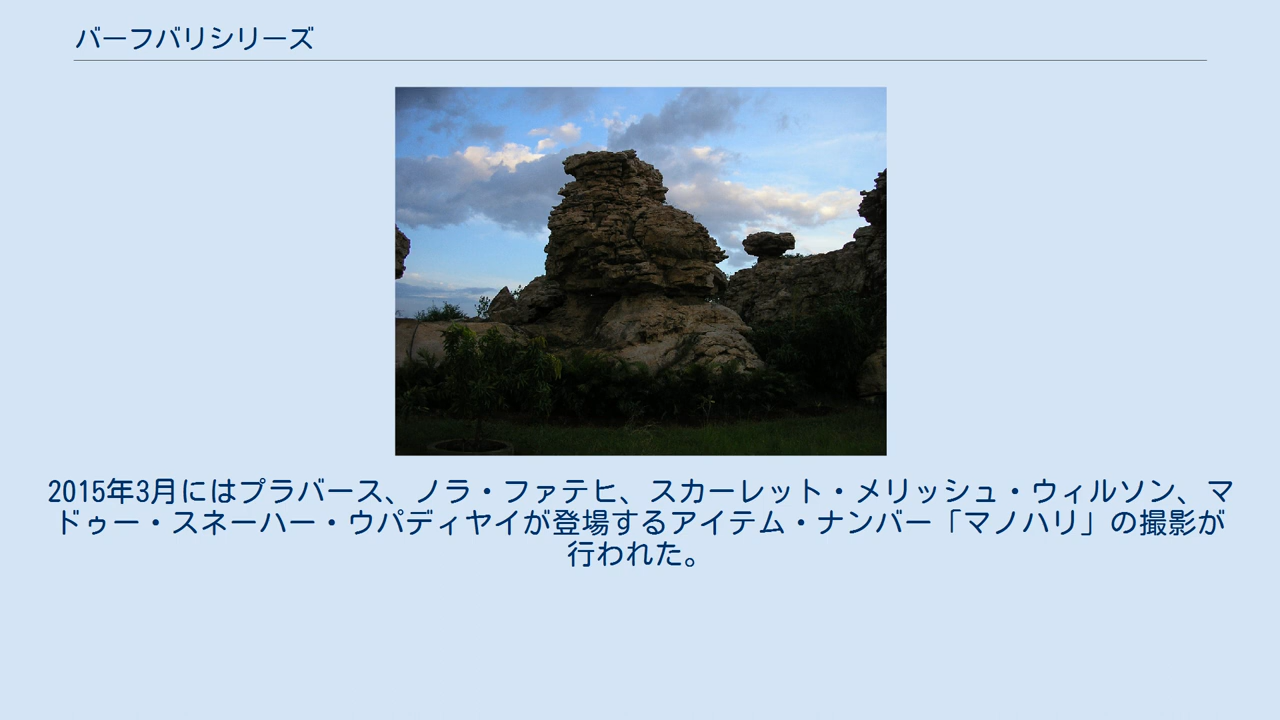 バーフバリシリーズ
2015年3月にはプラバース、ノラ・ファテヒ、スカーレット・メリッシュ・ウィルソン、マ
ドゥー・スネーハー・ウパディヤイが登場するアイテム・ナンバー「マノハリ」の撮影が
行われた。